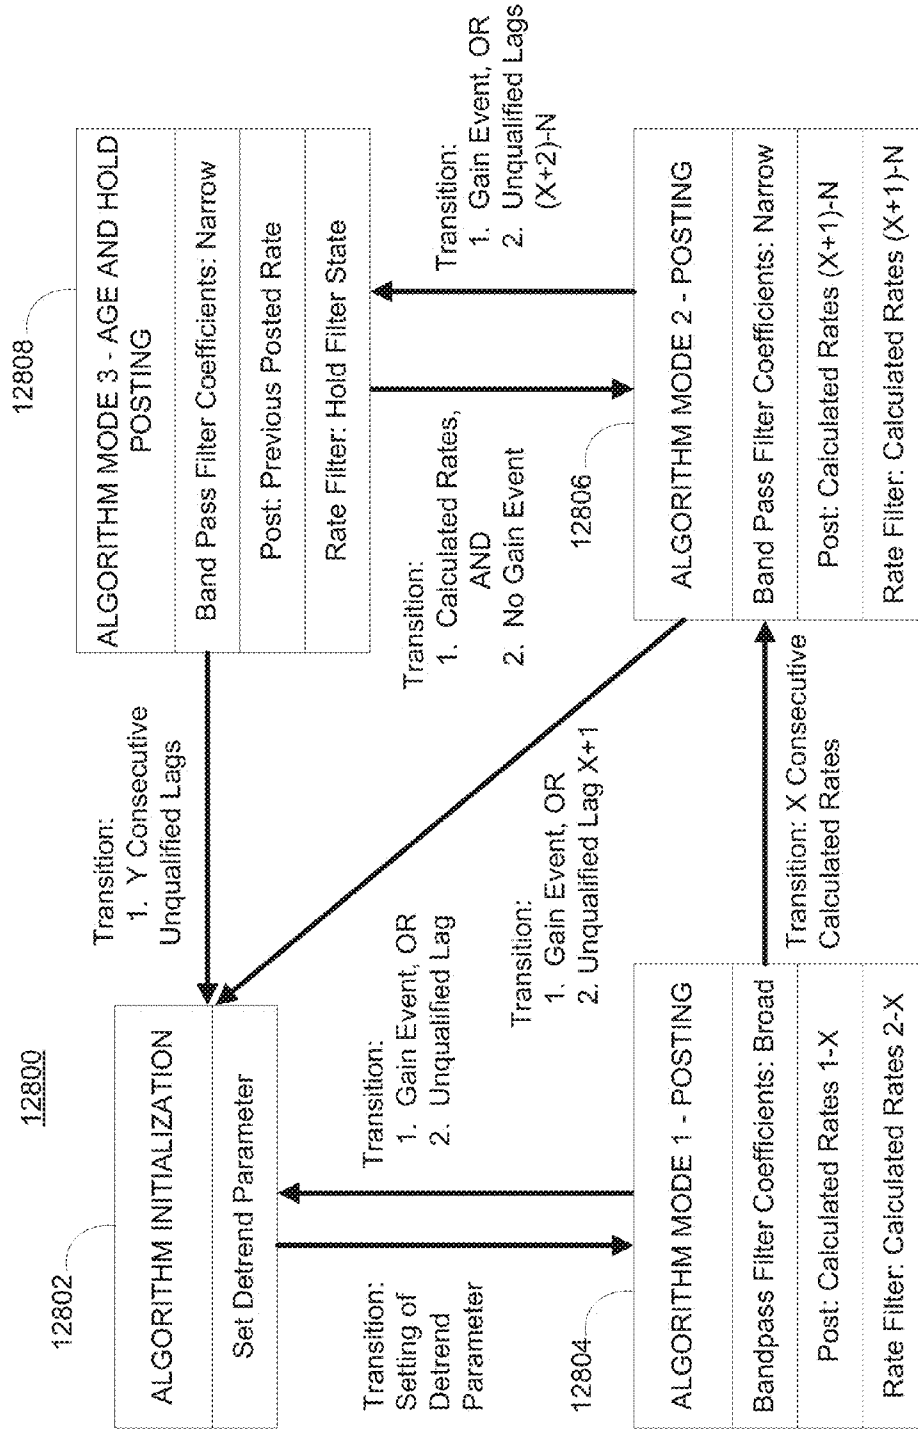 12800
12802
ALGORITHM INITIALIZATION
Set Detrend Parameter
Transition:
1. Y Consecutive
Unqualified Lags
12808
ALGORITHM MODE 3 - AGE AND HOLD
POSTING
Band Pass Filter Coefficients: Narrow
Post: Previous Posted Rate
Rate Filter: Hold Filter State
Transition:
Setting of
Detrend
Parameter
Transition:
1. Gain Event, OR
2. Unqualified Lag
Transition:
1. Gain Event, OR
2. Unqualified Lag X+1
Transition:
1. Calculated Rates,
AND
2. No Gain Event
Transition:
1. Gain Event, OR
2. Unqualified Lags
(X+2)-N
12804
ALGORITHM MODE 1 - POSTING
Bandpass Filter Coefficients: Broad
Post: Calculated Rates 1-X
Rate Filter: Calculated Rates 2-X
Transition: X Consecutive
Calculated Rates
12806
ALGORITHM MODE 2 - POSTING
Band Pass Filter Coefficients: Narrow
Post: Calculated Rates (X+1)-N
Rate Filter: Calculated Rates (X+1)-N